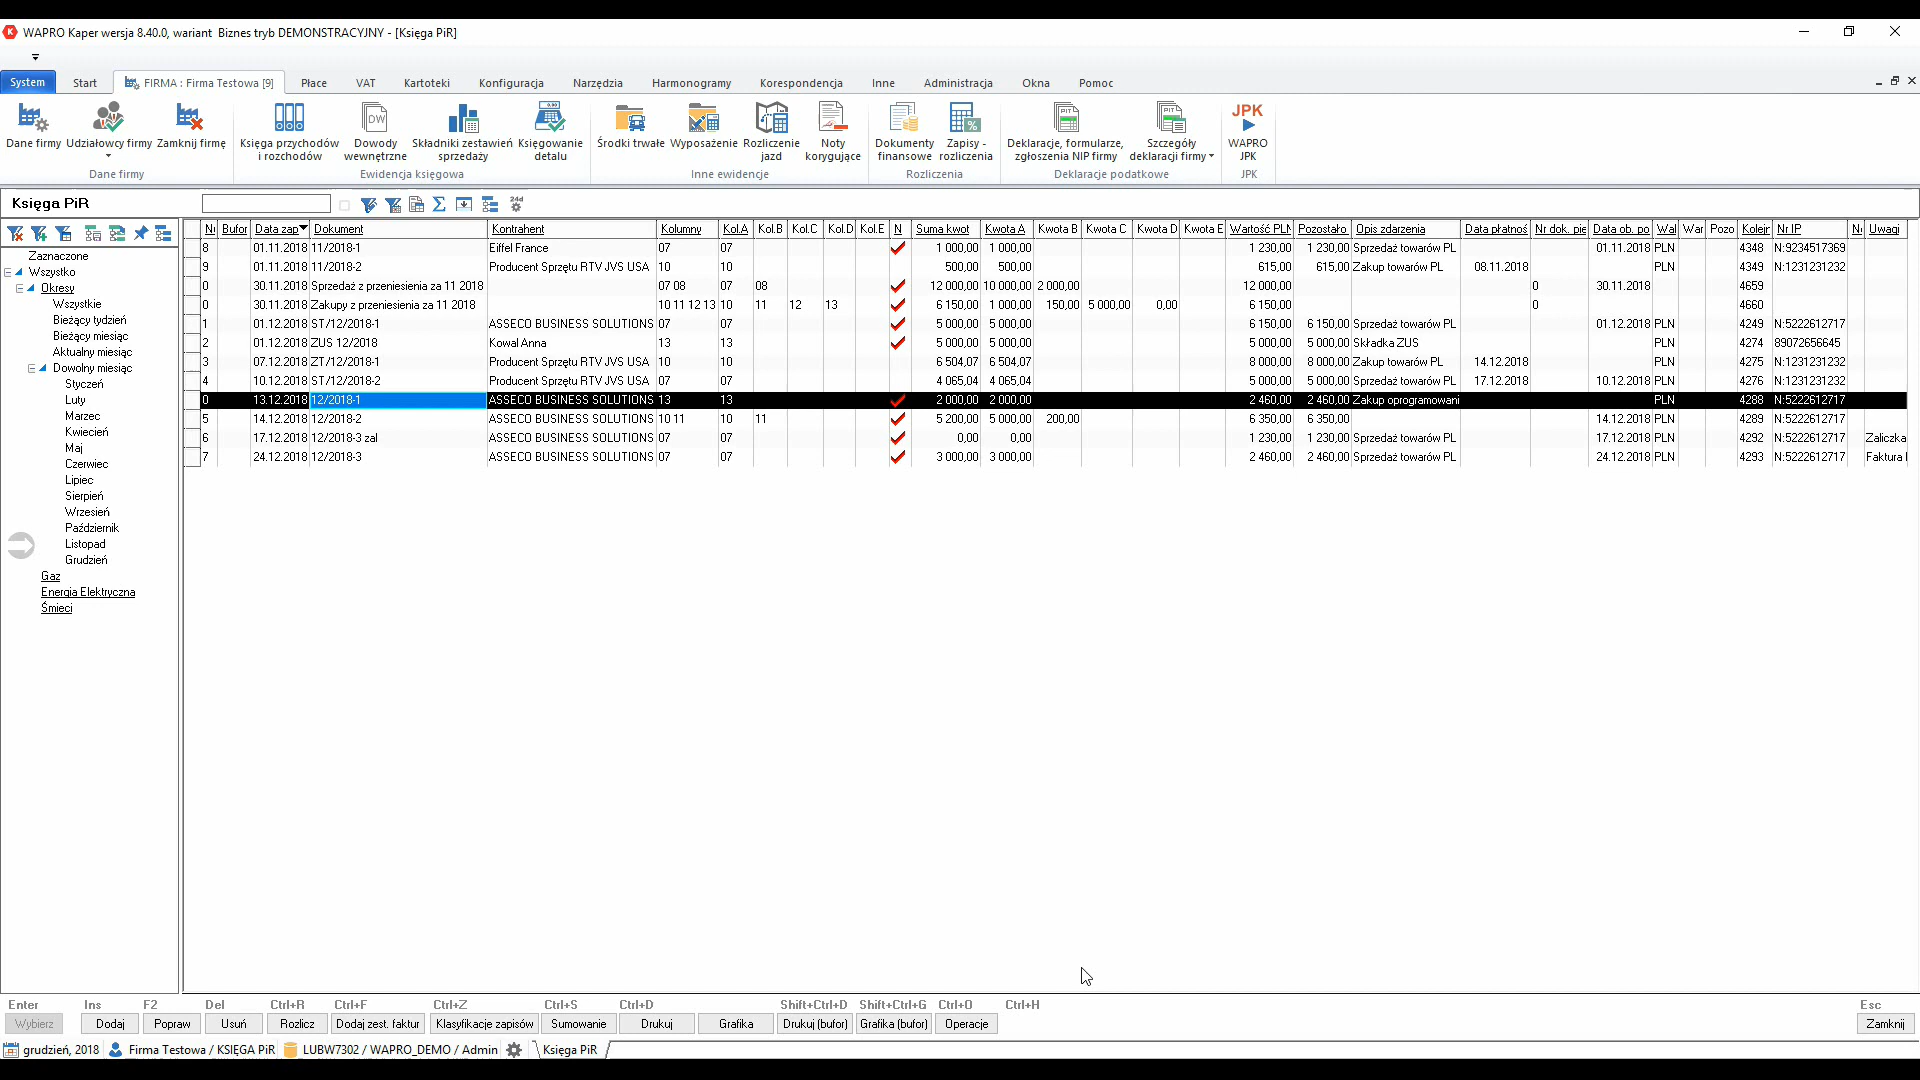 WAPRO Kaper wersja 8.40.0, wariant Biznes tryb DEMONSTRACYJNY - [Księga PiR]
System Start FIRMA : Firma Testowa [9] Płace VAT Kartoteki Konfiguracja Narzędzia Harmonogramy Korespondencja Inne Administracja Okna Pomoc
Dane firmy Udziałowcy firmy Zamknij firmę Księga przychodów i rozchodów Dowody wewnętrzne Składniki zestawień sprzedaży Księgowanie detalu Środki trwałe Wyposażenie Rozliczenie jazd Noty korygujące Dokumenty finansowe Zapisy - rozliczenia Deklaracje, formularze, zgłoszenia NIP firmy Szczegóły deklaracji firmy JPK WAPRO JPK
Dane firmy Ewidencja księgowa Inne ewidencje Rozliczenia Deklaracje podatkowe JPK
Księga PiR
24d
Zaznaczone
Wszystko
Okresy
Wszystkie
Bieżący tydzień
Bieżący miesiąc
Aktualny miesiąc
Dowolny miesiąc
Styczeń
Luty
Marzec
Kwiecień
Maj
Czerwiec
Lipiec
Sierpień
Wrzesień
Październik
Listopad
Grudzień
Gaz
Energia Elektryczna
Śmieci
Bufor Data zap Dokument Kontrahent Kolumny Kol.A Kol.B Kol.C Kol.D Kol.E N Suma kwot Kwota A Kwota B Kwota C Kwota D Kwota E Wartość PLN Pozostało Opis zdarzenia Data płatnoś Nr dok. pie Data ob. po Wal War Pozo Kolejn Nr IP Uwagi
8 01.11.2018 11/2018-1 Eiffel France 07 07 1 000,00 1 000,00 1 230,00 1 230,00 Sprzedaż towarów PL 01.11.2018 PLN 4348 N:9234517369
9 01.11.2018 11/2018-2 Producent Sprzętu RTV JVS USA 10 10 500,00 500,00 615,00 615,00 Zakup towarów PL 08.11.2018 PLN 4349 N:1231231232
0 30.11.2018 Sprzedaż z przeniesienia za 11 2018 07 08 07 08 12 000,00 10 000,00 2 000,00 12 000,00 0 30.11.2018 4659
0 30.11.2018 Zakupy z przeniesienia za 11 2018 10 11 12 13 10 11 12 13 6 150,00 1 000,00 150,00 5 000,00 0,00 6 150,00 0 4660
1 01.12.2018 ST/12/2018-1 ASSECO BUSINESS SOLUTIONS 07 07 5 000,00 5 000,00 6 150,00 6 150,00 Sprzedaż towarów PL 01.12.2018 PLN 4249 N:5222612717
2 01.12.2018 ZUS 12/2018 Kowal Anna 13 13 5 000,00 5 000,00 5 000,00 5 000,00 Składka ZUS PLN 4274 89072656645
3 07.12.2018 ZT/12/2018-1 Producent Sprzętu RTV JVS USA 10 10 6 504,07 6 504,07 8 000,00 8 000,00 Zakup towarów PL 14.12.2018 PLN 4275 N:1231231232
4 10.12.2018 ST/12/2018-2 Producent Sprzętu RTV JVS USA 07 07 4 065,04 4 065,04 5 000,00 5 000,00 Sprzedaż towarów PL 17.12.2018 10.12.2018 PLN 4276 N:1231231232
0 13.12.2018 12/2018-1 ASSECO BUSINESS SOLUTIONS 13 13 2 000,00 2 000,00 2 460,00 2 460,00 Zakup oprogramowani PLN 4288 N:5222612717
5 14.12.2018 12/2018-2 ASSECO BUSINESS SOLUTIONS 10 11 10 11 5 200,00 5 000,00 200,00 6 350,00 6 350,00 14.12.2018 PLN 4289 N:5222612717
6 17.12.2018 12/2018-3 zal ASSECO BUSINESS SOLUTIONS 07 07 0,00 0,00 1 230,00 1 230,00 Sprzedaż towarów PL 17.12.2018 PLN 4292 N:5222612717 Zaliczka
7 24.12.2018 12/2018-3 ASSECO BUSINESS SOLUTIONS 07 07 3 000,00 3 000,00 2 460,00 2 460,00 Sprzedaż towarów PL 24.12.2018 PLN 4293 N:5222612717 Faktura
Enter Ins F2 Del Ctrl+R Ctrl+F Ctrl+Z Ctrl+S Ctrl+D Shift+Ctrl+D Shift+Ctrl+G Ctrl+O Ctrl+H Esc
Wybierz Dodaj Popraw Usuń Rozlicz Dodaj zest. faktur Klasyfikacje zapisów Sumowanie Drukuj Grafika Drukuj (bufor) Grafika (bufor) Operacje Zamknij
grudzień, 2018 Firma Testowa / KSIĘGA PiR LUBW7302 / WAPRO_DEMO / Admin Księga PiR